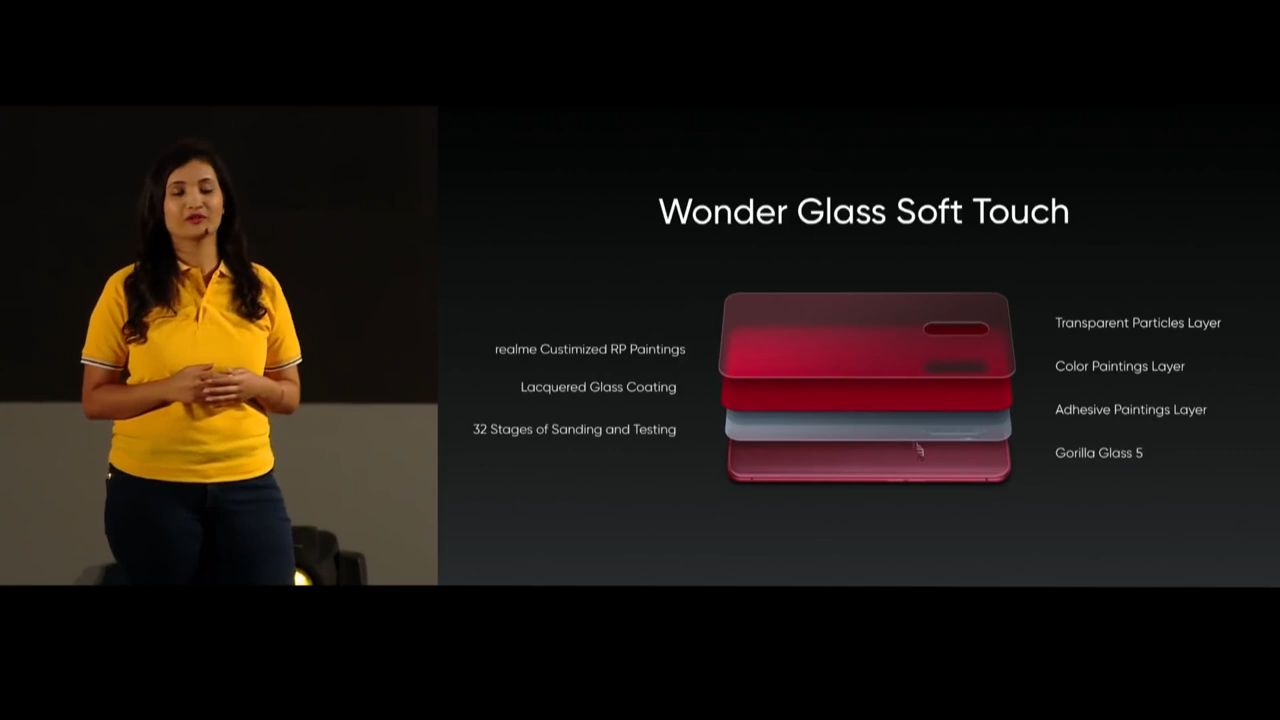 Wonder Glass Soft Touch
realme Custimized RP Paintings
Lacquered Glass Coating
32 Stages of Sanding and Testing
Transparent Particles Layer
Color Paintings Layer
Adhesive Paintings Layer
Gorilla Glass 5